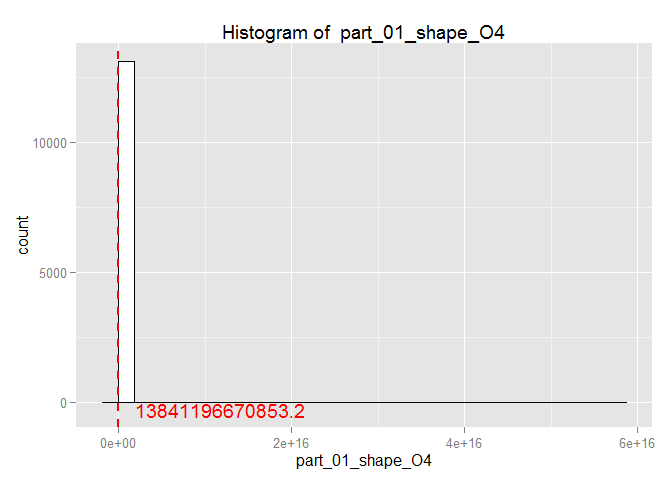 Histogram of  part_01_shape_O4
count
10000
5000
0
13841196670853.2
0e+00 2e+16 4e+16 6e+16
part_01_shape_O4